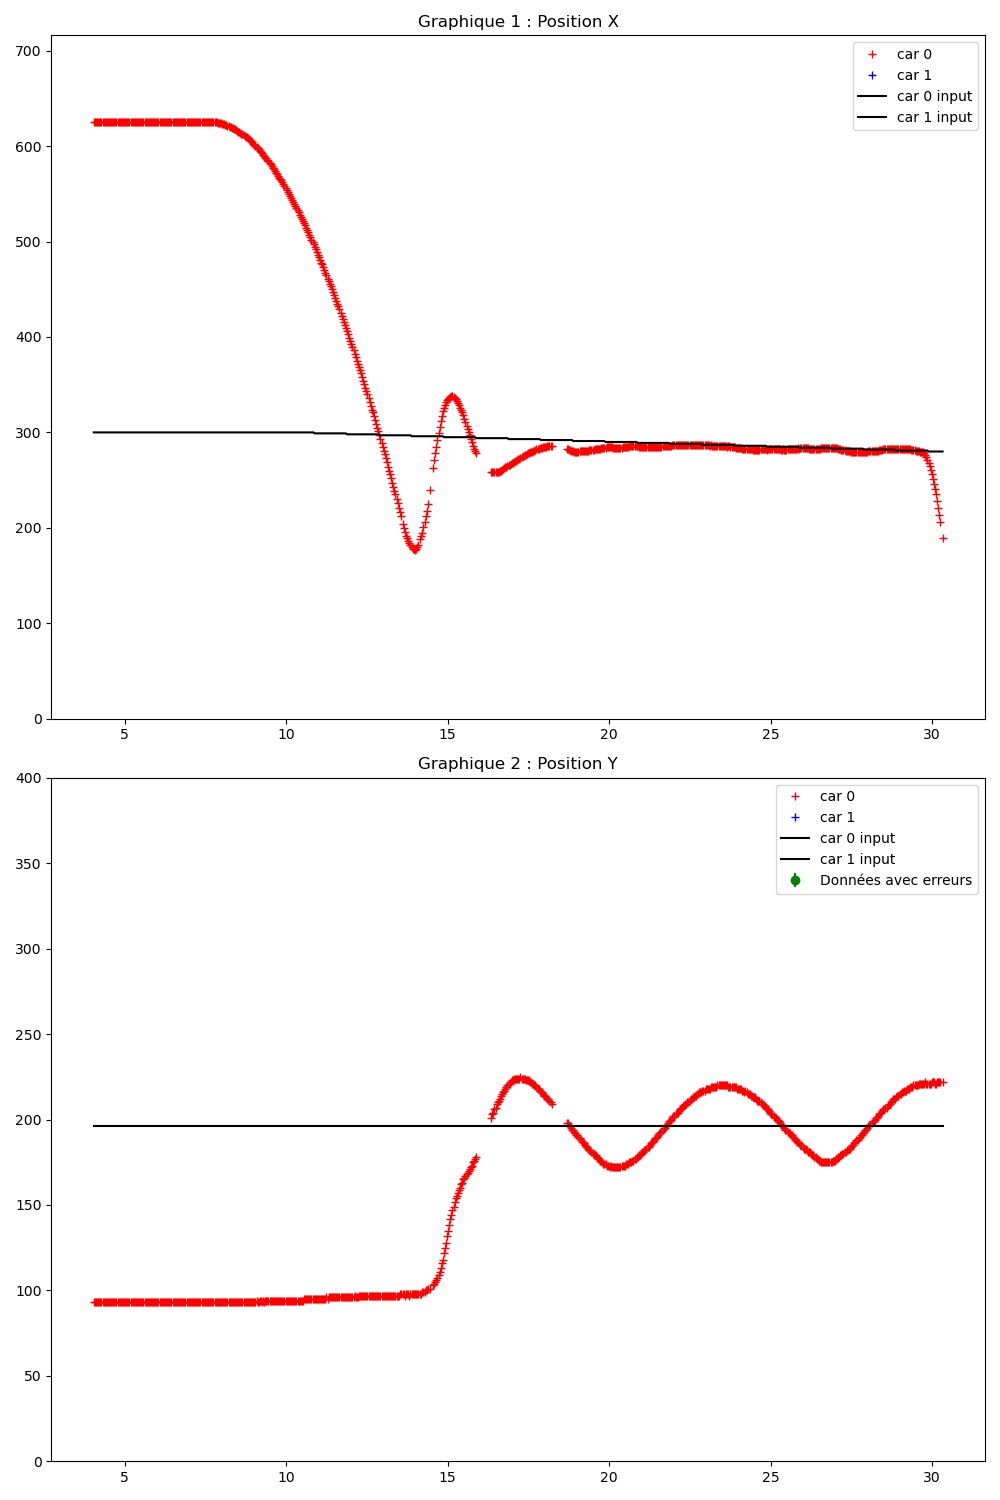 Graphique 1 : Position X
700
600
500
400
300
200
100
0
5 10 15 20 25 30
car 0
car 1
car 0 input
car 1 input
Graphique 2 : Position Y
400
350
300
250
200
150
100
50
0
5 10 15 20 25 30
car 0
car 1
car 0 input
car 1 input
Données avec erreurs